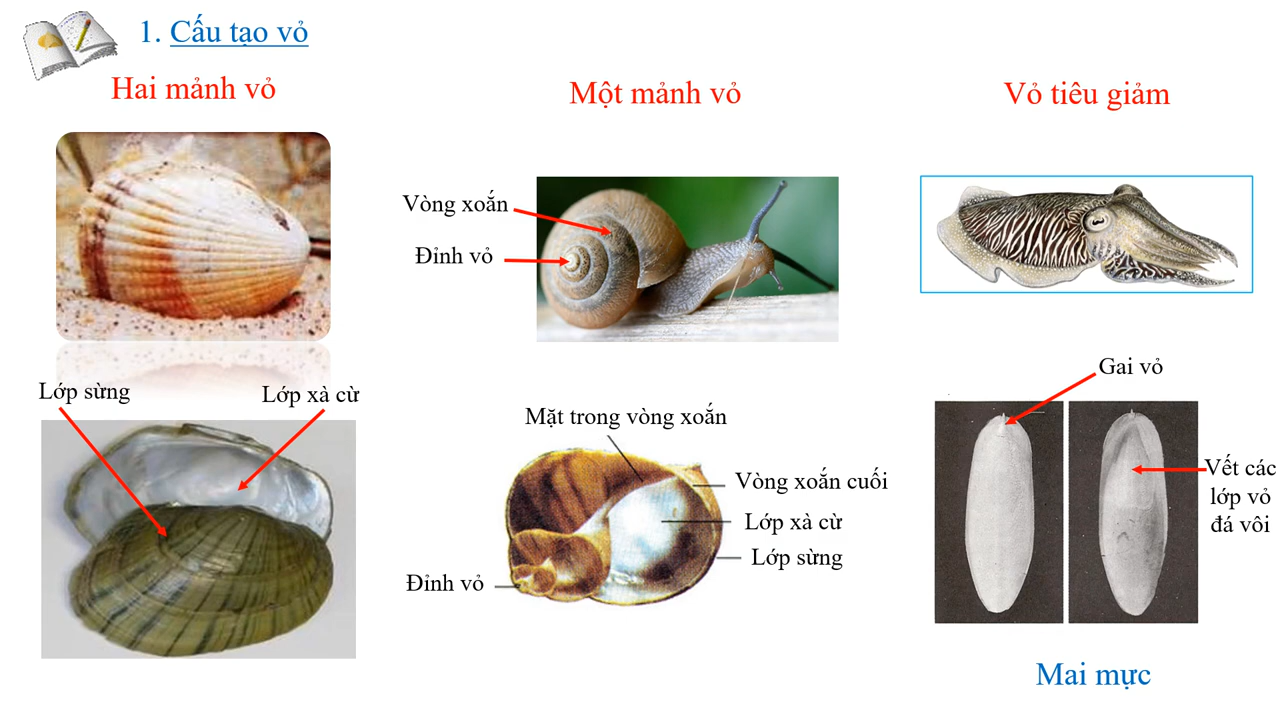 1. Cấu tạo vỏ
Hai mảnh vỏ
Một mảnh vỏ
Vỏ tiêu giảm
Vòng xoắn
Đỉnh vỏ
Lớp sừng
Lớp xà cừ
Mặt trong vòng xoắn
Vòng xoắn cuối
Lớp xà cừ
Lớp sừng
Đỉnh vỏ
Gai vỏ
Vết các
lớp vỏ
đá vôi
Mai mực